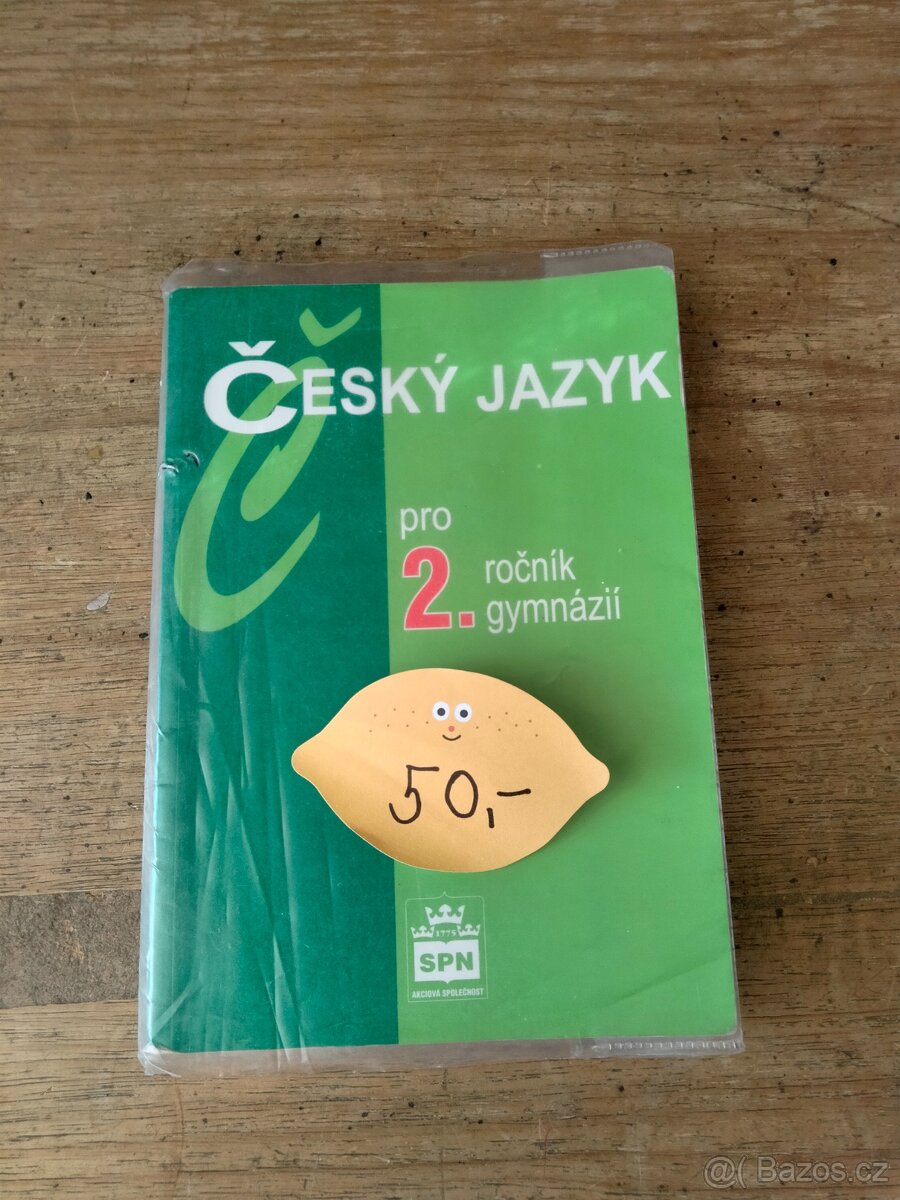 ČESKÝ JAZYK
pro
2. ročník
gymnázií
50,-
1775
SPN
AKCIOVÁ SPOLEČNOST
@( Bazos.cz